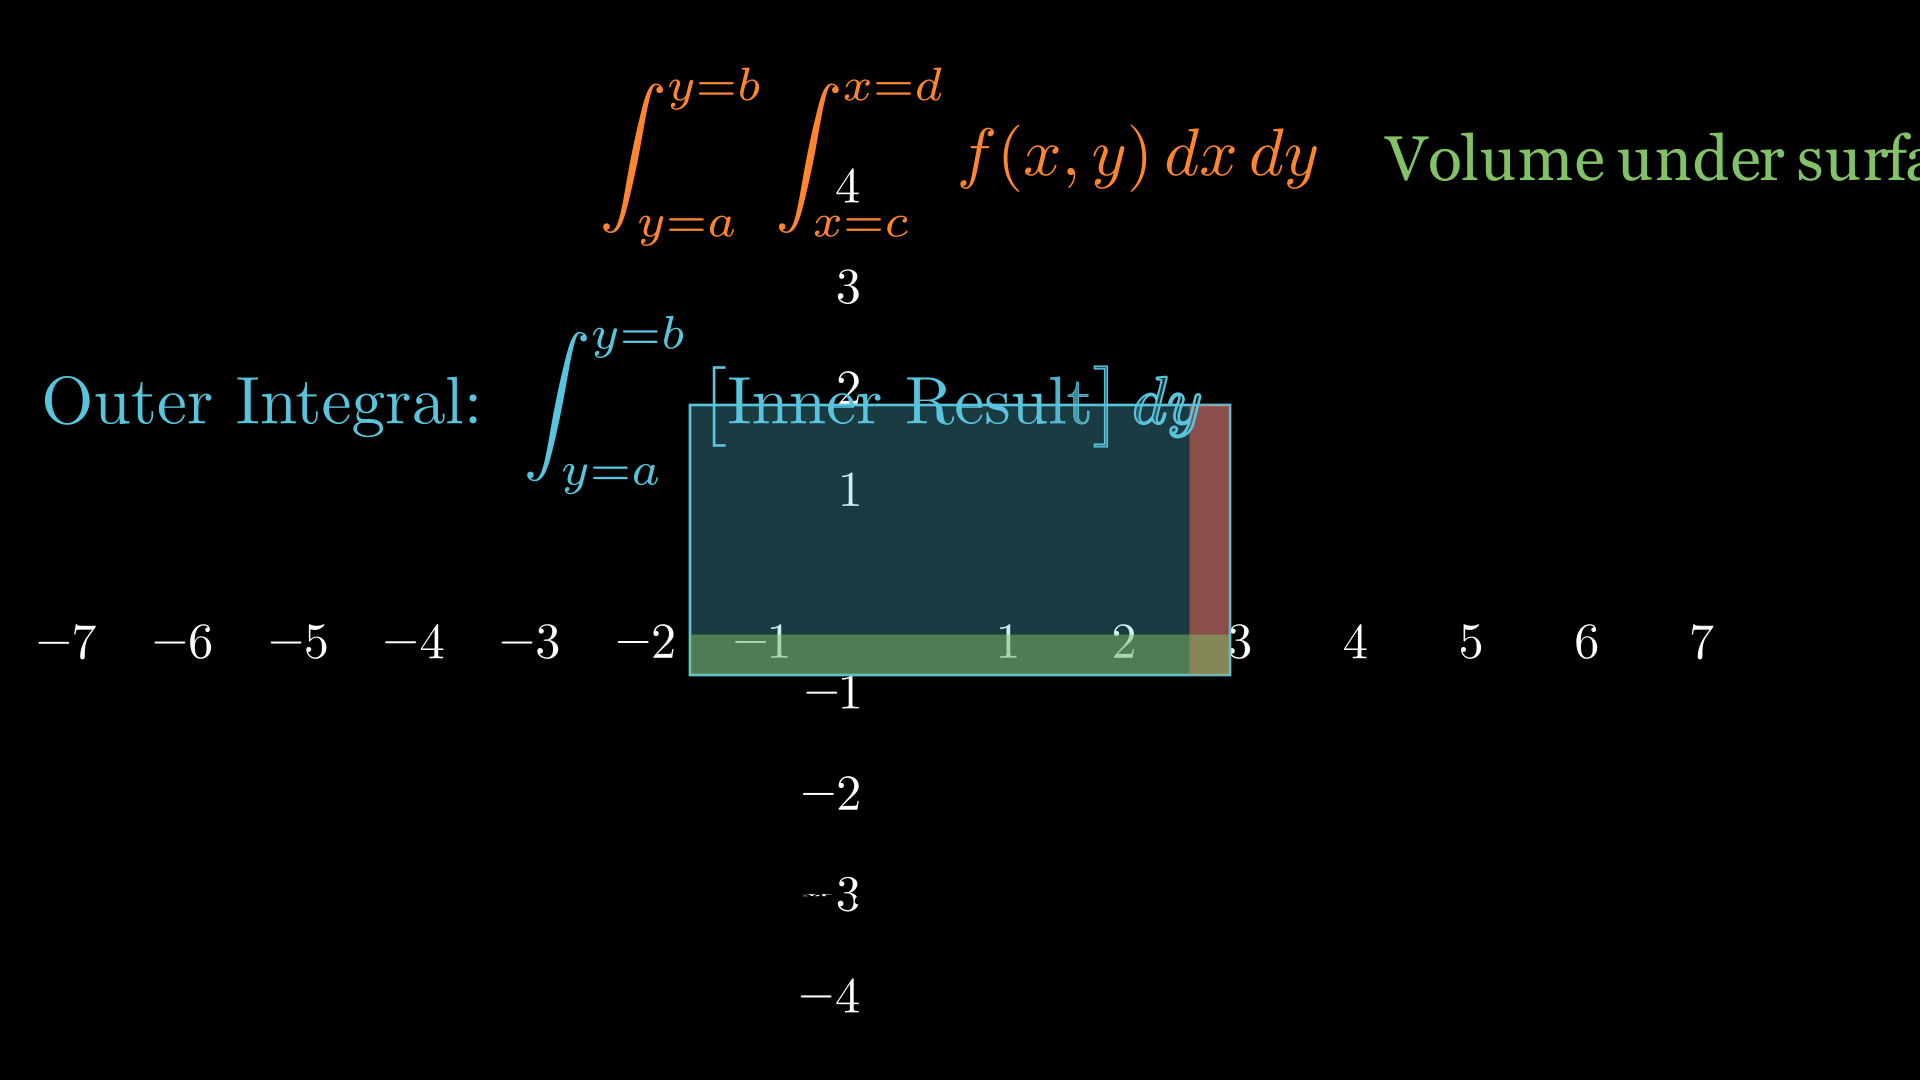 ∫_{y=a}^{y=b} ∫_{x=c}^{x=d} f(x, y) dx dy Volume under surfa
4
3
Outer Integral: ∫_{y=a}^{y=b} [Inner Result] dy
2
1
−7 −6 −5 −4 −3 −2 −1 1 2 3 4 5 6 7
−1
−2
−3
−4